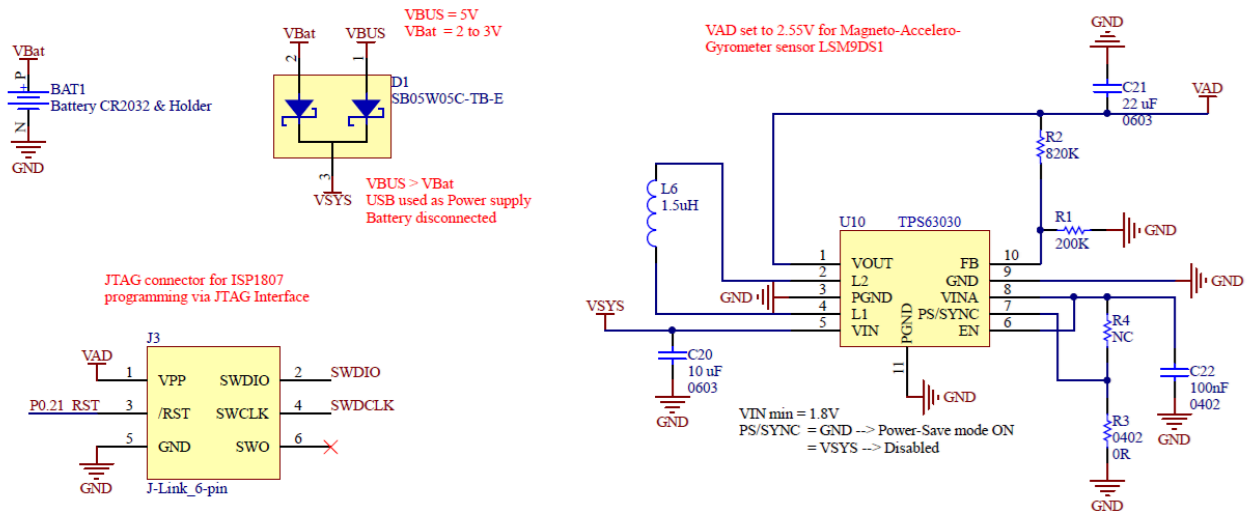 VBat
P
+
BAT1
Battery CR2032 & Holder
N
GND
VBUS = 5V
VBat  = 2 to 3V
VBat
VBUS
2
1
D1
SB05W05C-TB-E
3
VSYS
VBUS > VBat
USB used as Power supply
Battery disconnected
JTAG connector for ISP1807
programming via JTAG Interface
J3
VAD
1
VPP
SWDIO
2
SWDIO
P0.21_RST
3
/RST
SWCLK
4
SWDCLK
5
GND
SWO
6
GND
J-Link_6-pin
VAD set to 2.55V for Magneto-Accelero-
Gyrometer sensor LSM9DS1
GND
C21
22 uF
0603
VAD
R2
820K
L6
1.5uH
R1
200K
GND
U10
TPS63030
1
VOUT
FB
10
2
L2
GND
9
GND
GND
3
PGND
VINA
8
4
L1
PS/SYNC
7
VSYS
5
VIN
EN
6
PGND
11
GND
C20
10 uF
0603
GND
R4
NC
C22
100nF
0402
GND
R3
0402
0R
GND
VIN min = 1.8V
PS/SYNC  = GND --> Power-Save mode ON
= VSYS --> Disabled